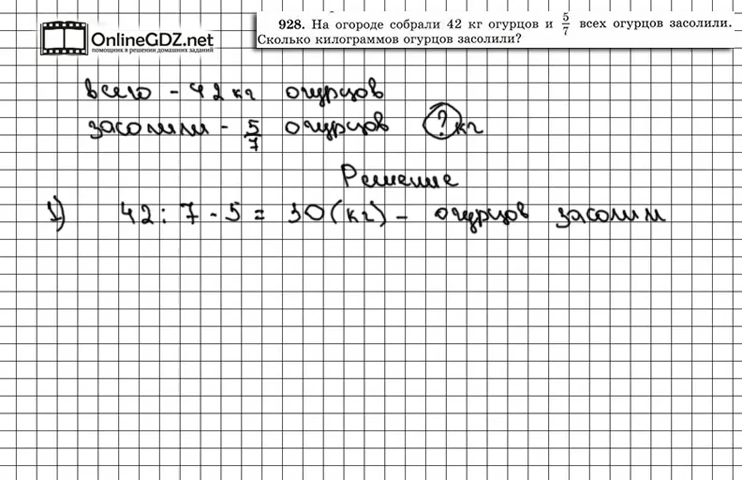 OnlineGDZ.net
помощник в решении домашних заданий
928. На огороде собрали 42 кг огурцов и 5/7 всех огурцов засолили.
Сколько килограммов огурцов засолили?
всего - 42 кг огурцов
засолили - 5/7 огурцов ? кг
Решение
1) 42 : 7 · 5 = 30 (кг) - огурцов засолили